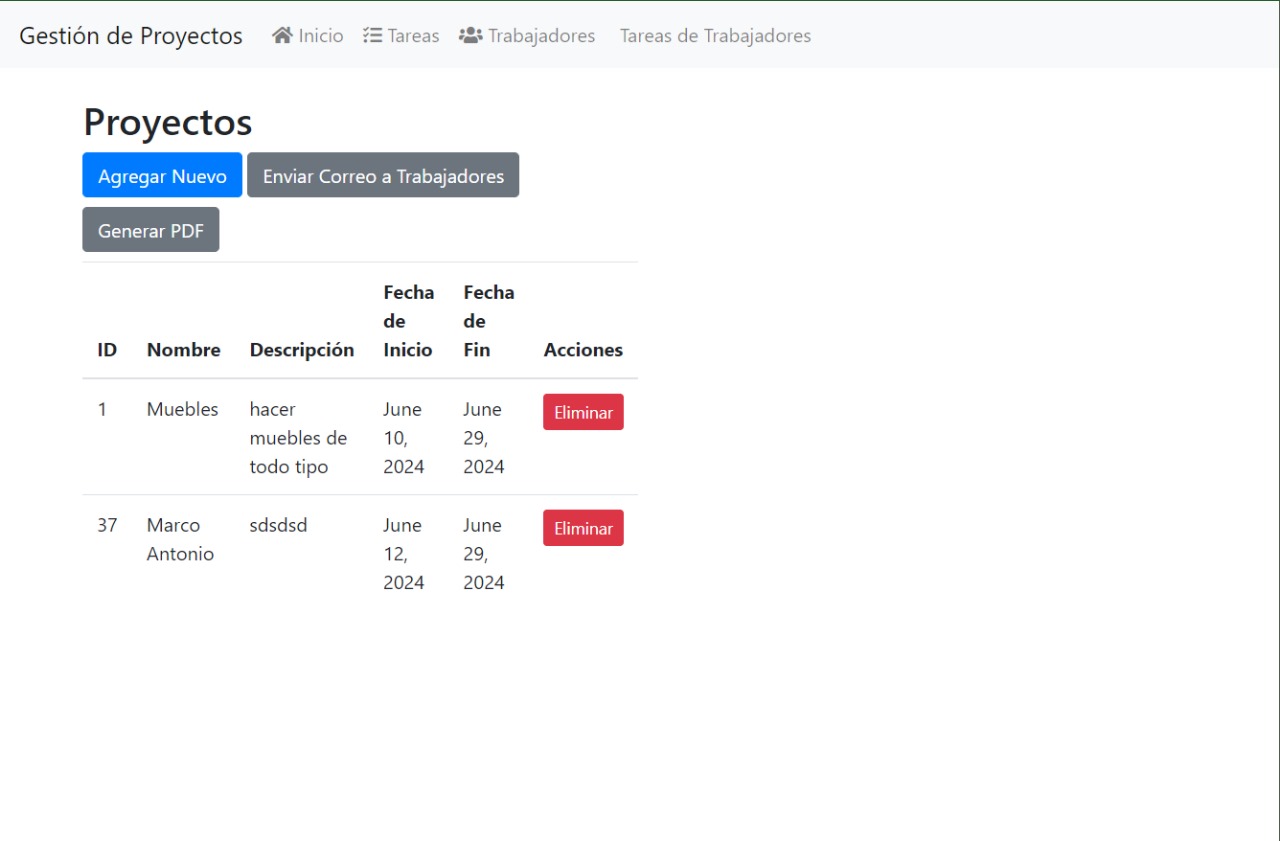 Gestión de Proyectos Inicio Tareas Trabajadores Tareas de Trabajadores
Proyectos
Agregar Nuevo Enviar Correo a Trabajadores
Generar PDF
ID Nombre Descripción Fecha de Inicio Fecha de Fin Acciones
1 Muebles hacer muebles de todo tipo June 10, 2024 June 29, 2024 Eliminar
37 Marco Antonio sdsdsd June 12, 2024 June 29, 2024 Eliminar